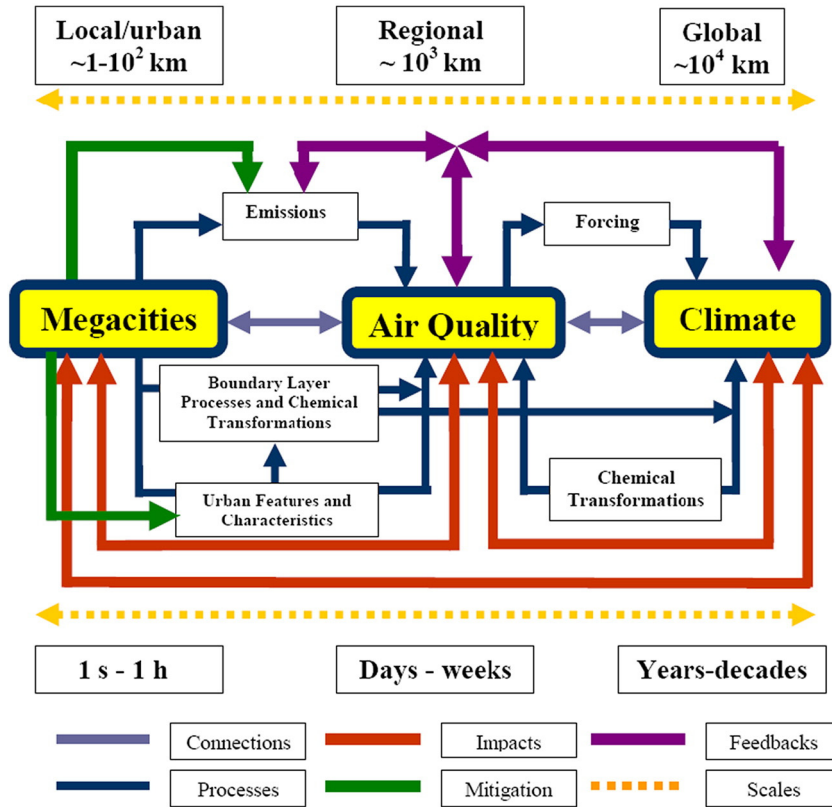 Local/urban
~1-10² km
Regional
~ 10³ km
Global
~10⁴ km
Emissions
Forcing
Megacities
Air Quality
Climate
Boundary Layer
Processes and Chemical
Transformations
Urban Features and
Characteristics
Chemical
Transformations
1 s - 1 h
Days - weeks
Years-decades
Connections
Impacts
Feedbacks
Processes
Mitigation
Scales